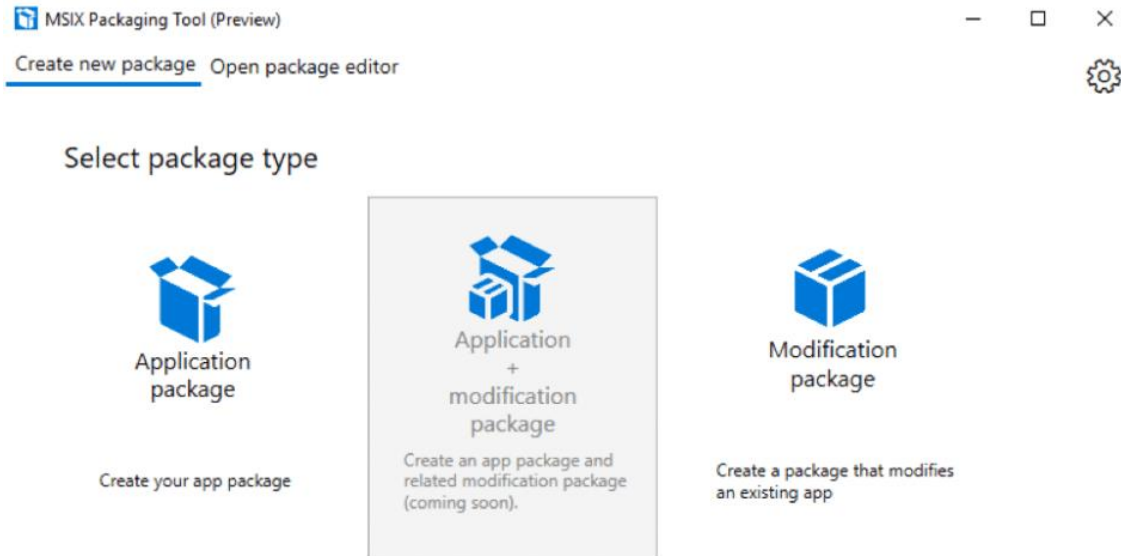 MSIX Packaging Tool (Preview)
Create new package Open package editor
Select package type
Application
package
Create your app package
Application
+
modification
package
Create an app package and
related modification package
(coming soon).
Modification
package
Create a package that modifies
an existing app